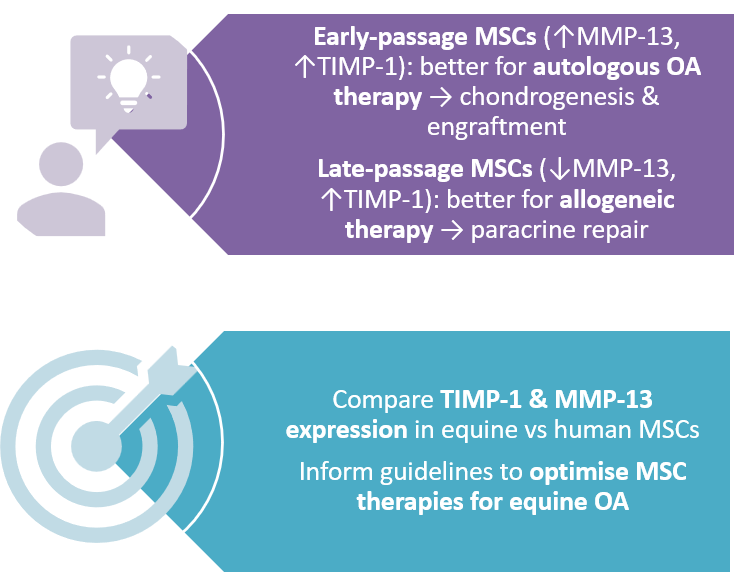 Early-passage MSCs (↑MMP-13,
↑TIMP-1): better for autologous OA
therapy → chondrogenesis &
engraftment
Late-passage MSCs (↓MMP-13,
↑TIMP-1): better for allogeneic
therapy → paracrine repair
Compare TIMP-1 & MMP-13
expression in equine vs human MSCs
Inform guidelines to optimise MSC
therapies for equine OA